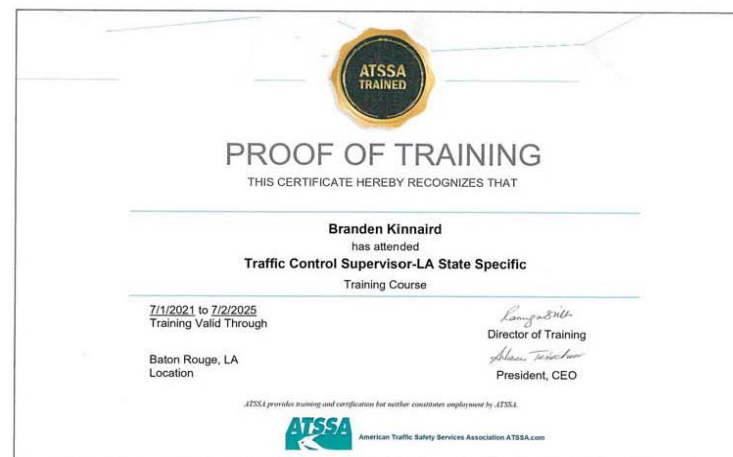 ATSSA
TRAINED
PROOF OF TRAINING
THIS CERTIFICATE HEREBY RECOGNIZES THAT
Branden Kinnaird
has attended
Traffic Control Supervisor-LA State Specific
Training Course
7/1/2021 to 7/2/2025
Training Valid Through
Director of Training
Baton Rouge, LA
Location
President, CEO
ATSSA provides training and certification but neither constitutes employment by ATSSA.
ATSSA
American Traffic Safety Services Association ATSSA.com